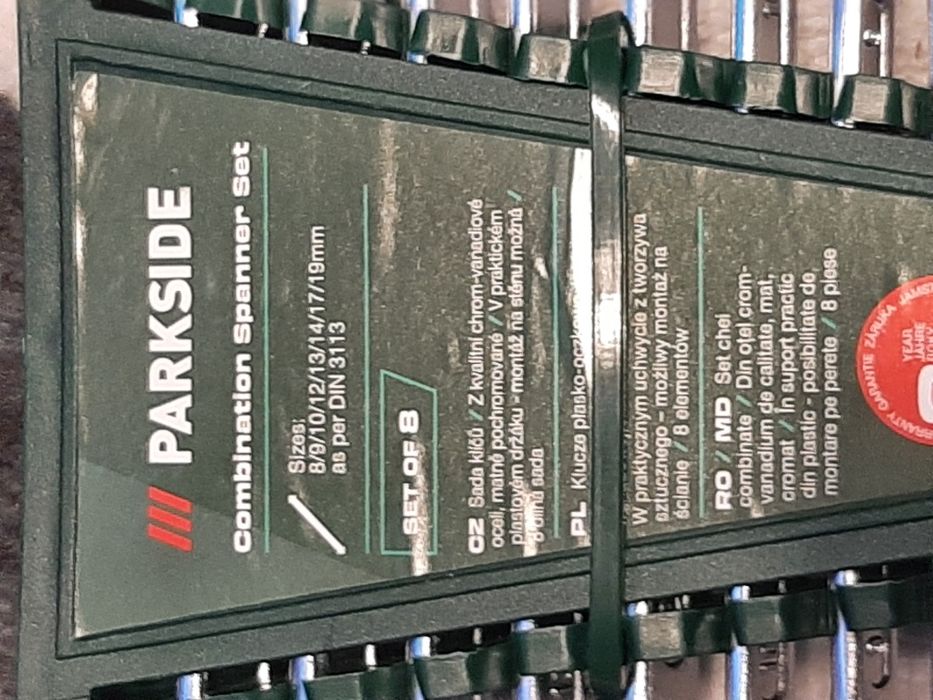 /// PARKSIDE
Combination Spanner Set
Sizes:
8/9/10/12/13/14/17/19mm
as per DIN 3113
SET OF 8
CZ Sada klíčů / Z kvalitní chrom-vanadiové
oceli, matně pochromované / V praktickém
plastovém držáku - montáž na stěnu možná /
sada
PL Klucze płasko-oczkowe
W praktycznym uchwycie z tworzywa
sztucznego – możliwy montaż na
ścianie / 8 elementów
RO / MD Set chei
combinate / Din oțel crom-
vanadium de calitate, mat,
cromat / În suport practic
din plastic - posibilitate de
montare pe perete / 8 piese
GARANTIE ZÁRUKA
YEAR
JAHRE
ROKY